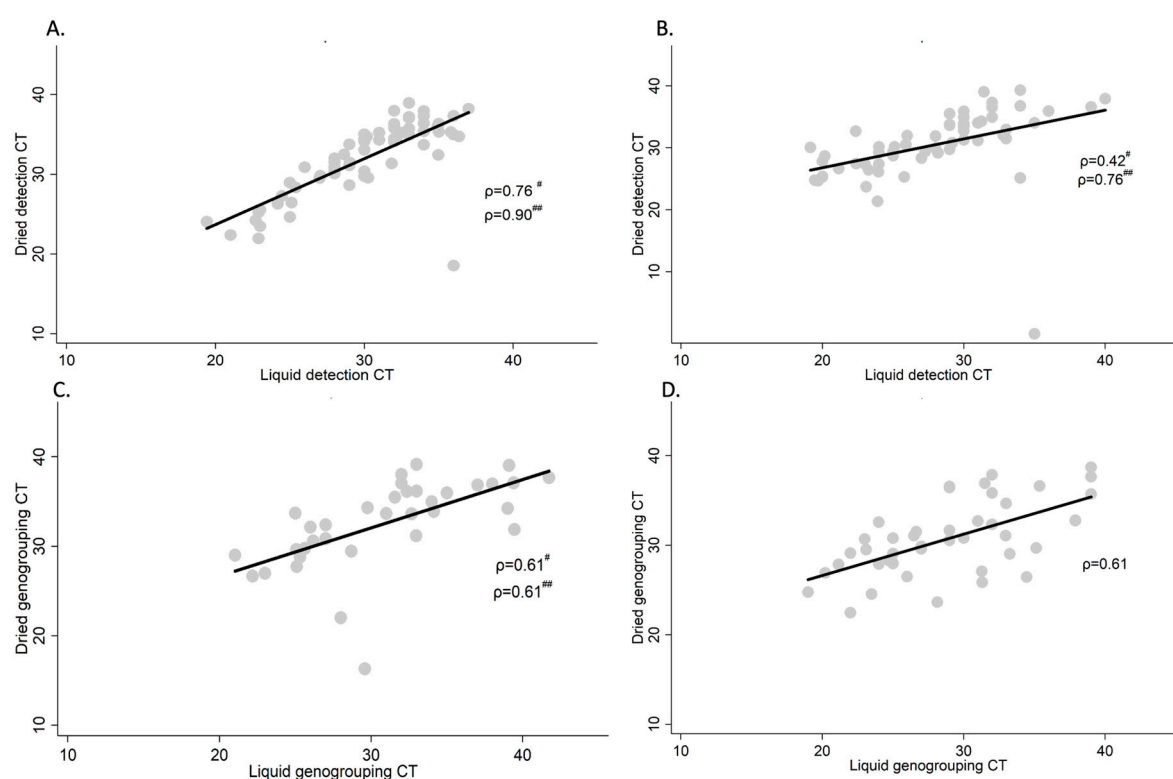 A.
40
30
20
10
Dried detection CT
ρ=0.76 #
ρ=0.90##
10 20 30 40
Liquid detection CT
B.
40
30
20
10
Dried detection CT
ρ=0.42#
ρ=0.76##
10 20 30 40
Liquid detection CT
C.
40
30
20
10
Dried genogrouping CT
ρ=0.61#
ρ=0.61##
10 20 30 40
Liquid genogrouping CT
D.
40
30
20
10
Dried genogrouping CT
ρ=0.61
10 20 30 40
Liquid genogrouping CT